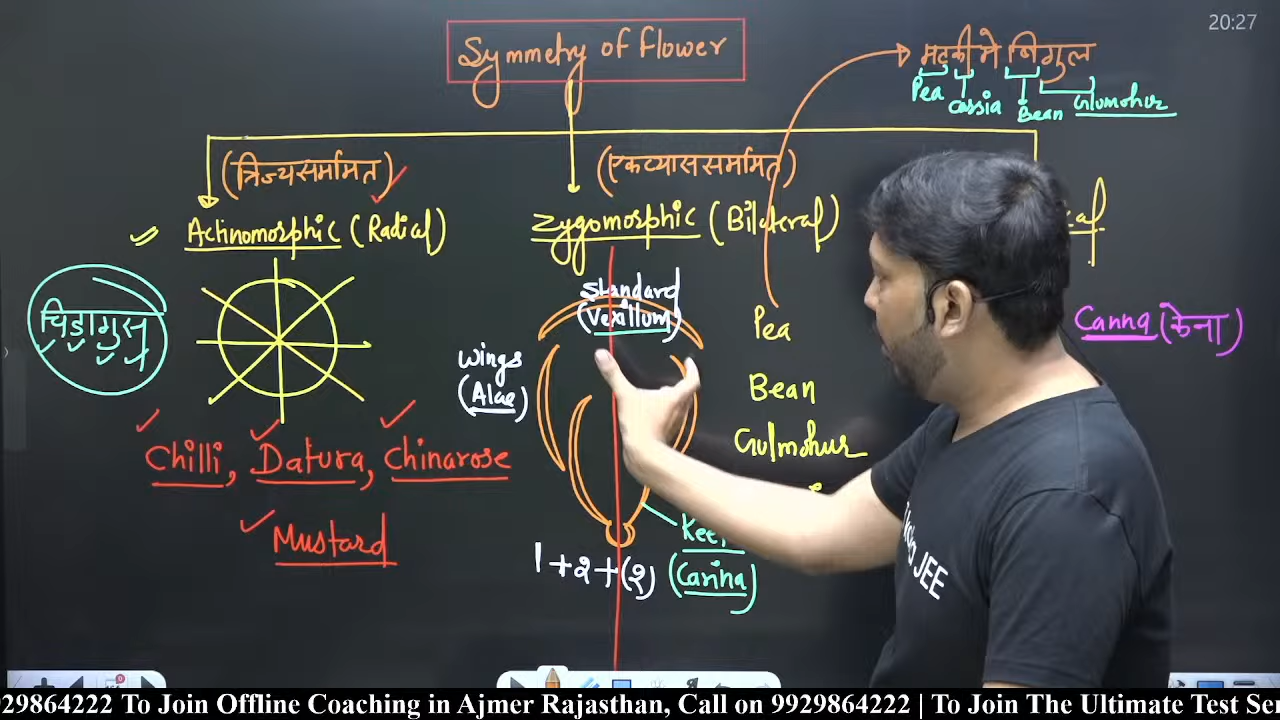 20:27
Symmetry of flower
मटकी मे बिगुल
Pea
Cassia
Bean
Gulmohur
(त्रिज्यसममित)
(एकव्याससममित)
Actinomorphic (Radial)
Zygomorphic (Bilateral)
Standard
(Vexillum)
चिडागुस
Pea
Canna (केना)
Wings
(Alae)
Bean
Gulmohur
Chilli, Datura, Chinarose
Mustard
1+2+(2)
(Carina)
JEE
929864222 To Join Offline Coaching in Ajmer Rajasthan, Call on 9929864222 | To Join The Ultimate Test Se